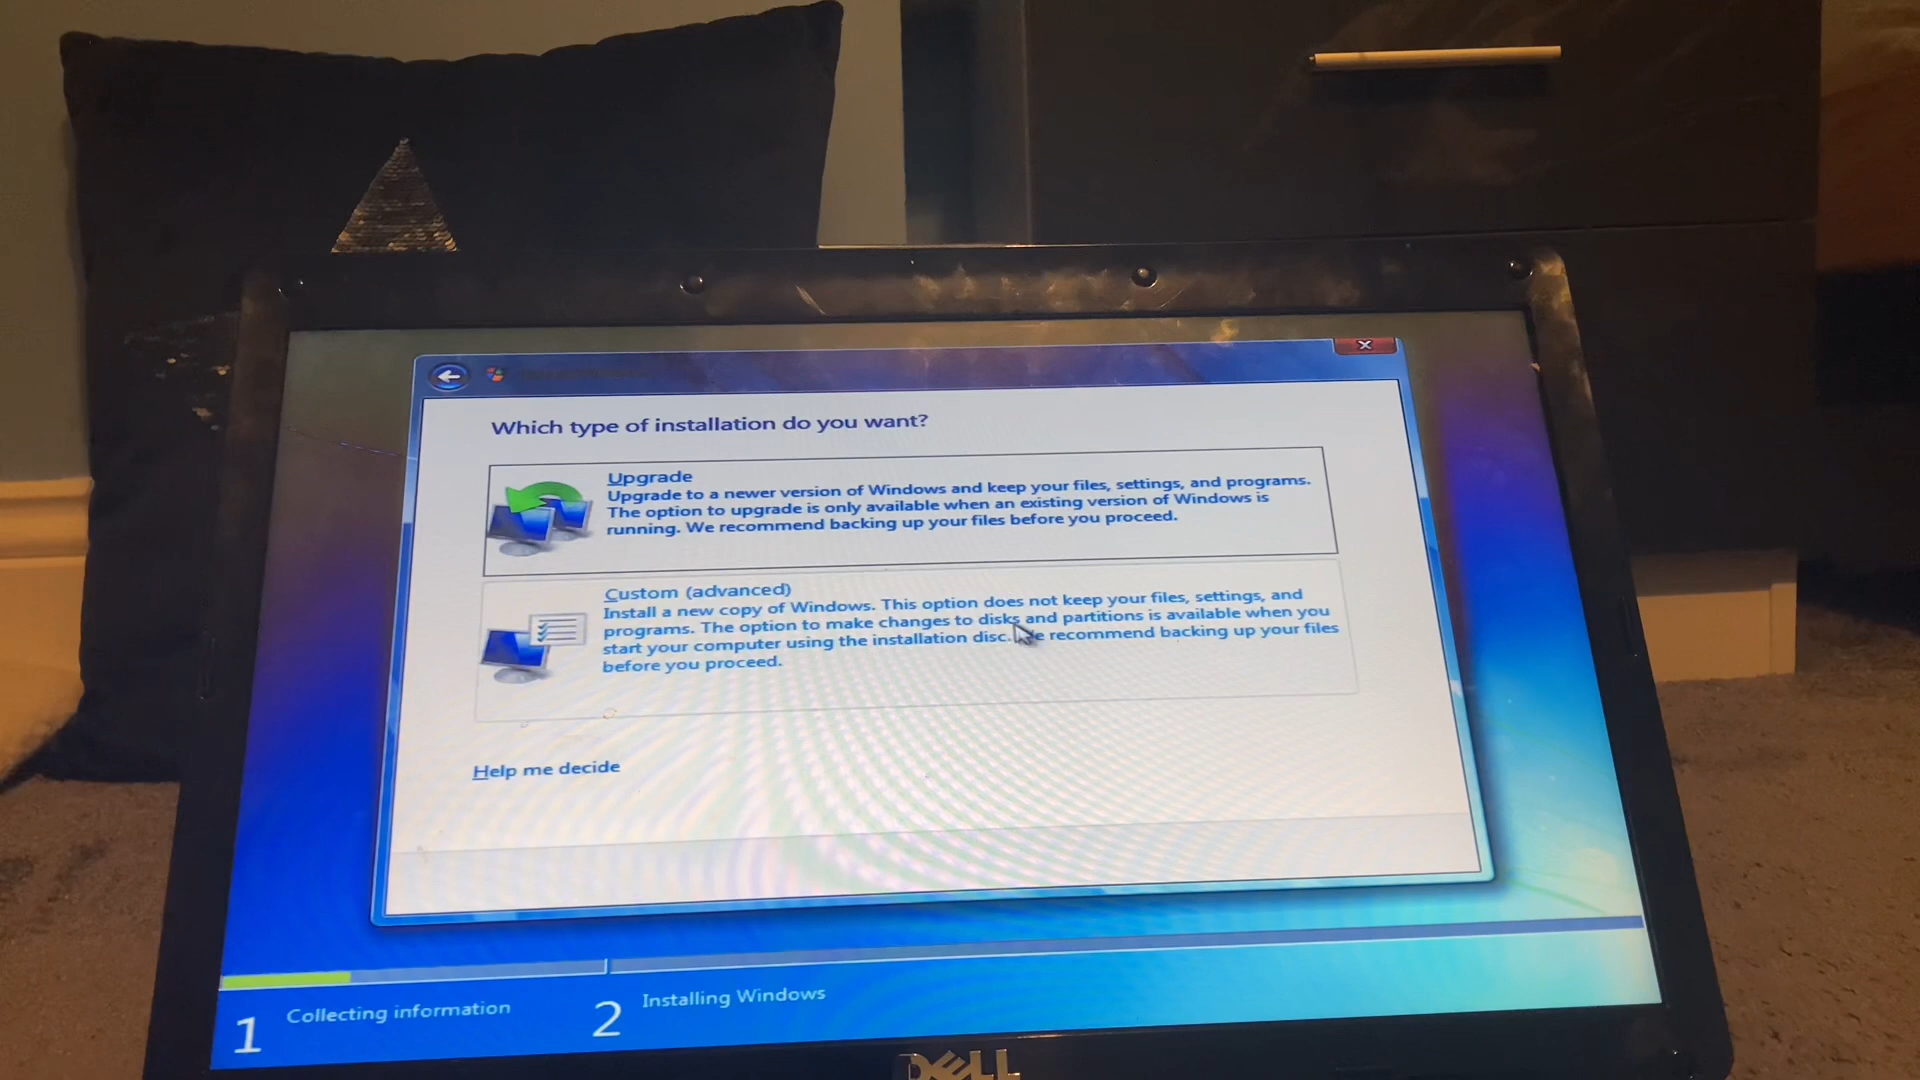 Which type of installation do you want?
Upgrade
Upgrade to a newer version of Windows and keep your files, settings, and programs.
The option to upgrade is only available when an existing version of Windows is
running. We recommend backing up your files before you proceed.
Custom (advanced)
Install a new copy of Windows. This option does not keep your files, settings, and
programs. The option to make changes to disks and partitions is available when you
start your computer using the installation disc. We recommend backing up your files
before you proceed.
Help me decide
1 Collecting information
2 Installing Windows
DELL